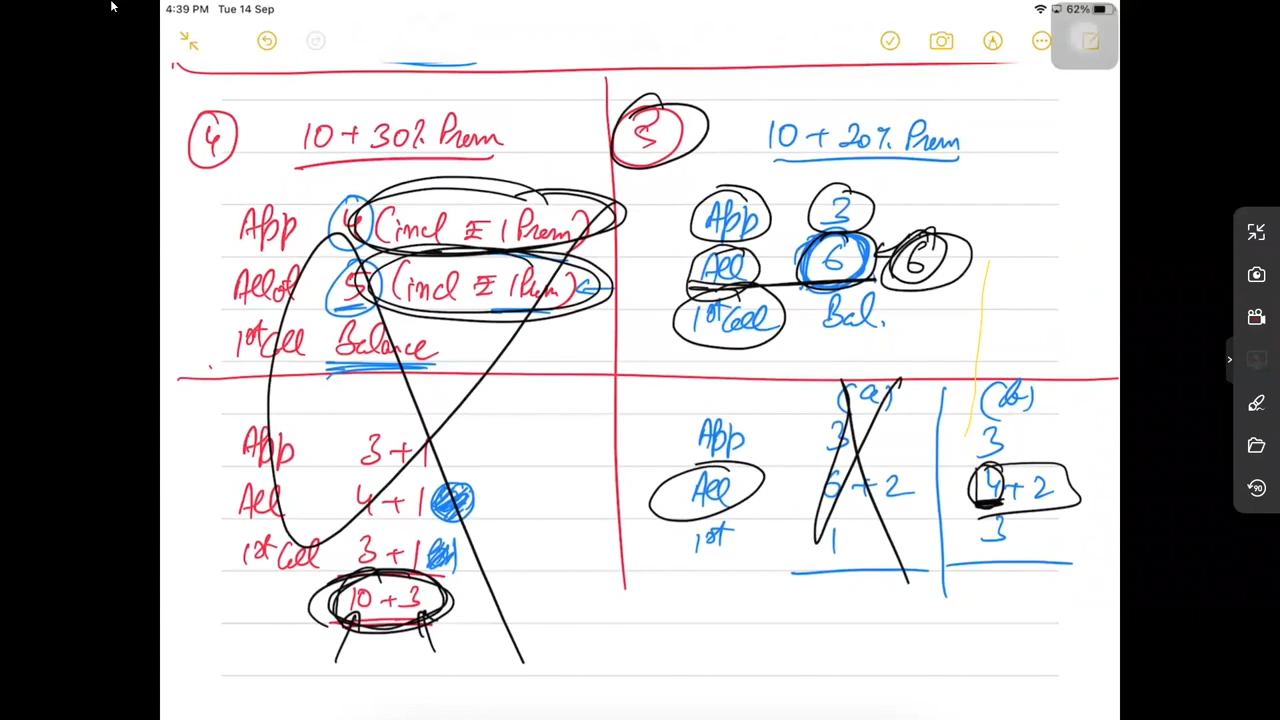 4:39 PM Tue 14 Sep
62%
4 10 + 30% Prem
App 4 (incl ₹ 1 Prem)
Allot 5 (incl ₹ 1 Prem)
1st Call Balance
App 3 + 1
All 4 + 1
1st Call 3 + 1
10 + 3
5 10 + 20% Prem
App 3
All 6 6
1st Call Bal.
(a) (b)
App 3 3
All 6 + 2 4 + 2
1st 1 3
90